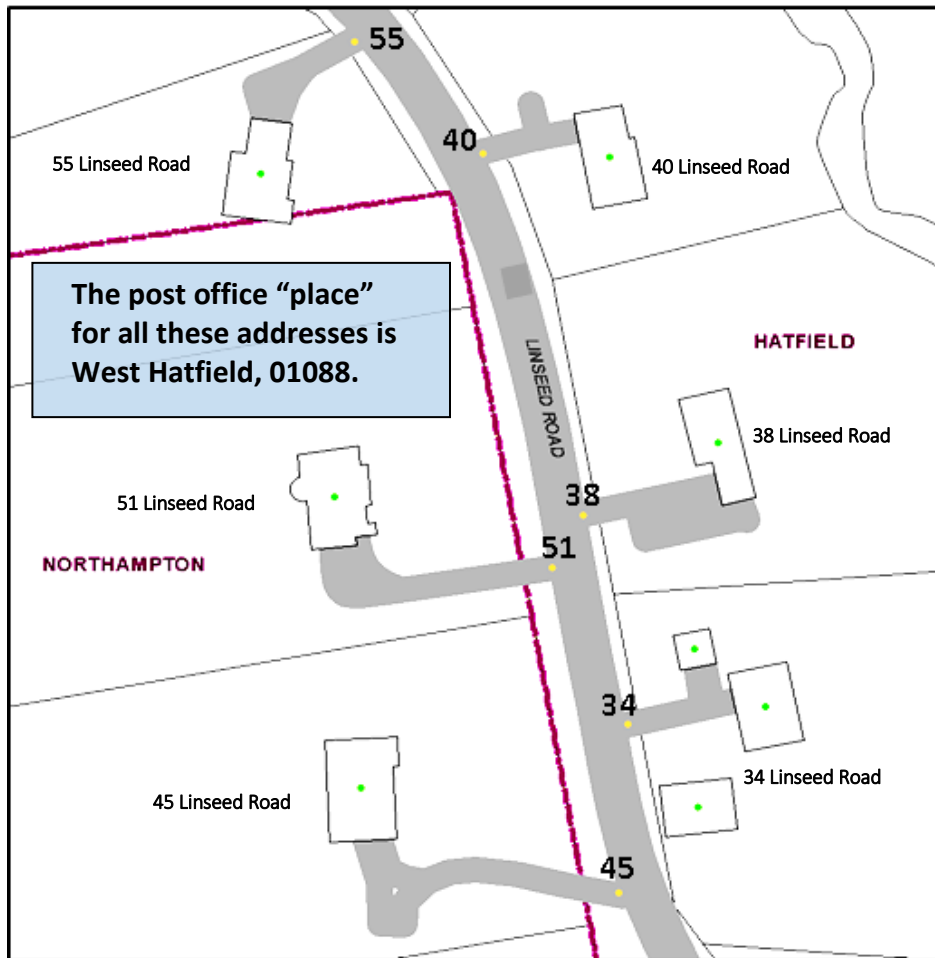 55
40
55 Linseed Road
40 Linseed Road
The post office “place”
for all these addresses is
West Hatfield, 01088.
HATFIELD
LINSEED ROAD
38 Linseed Road
51 Linseed Road
38
51
NORTHAMPTON
34
34 Linseed Road
45 Linseed Road
45